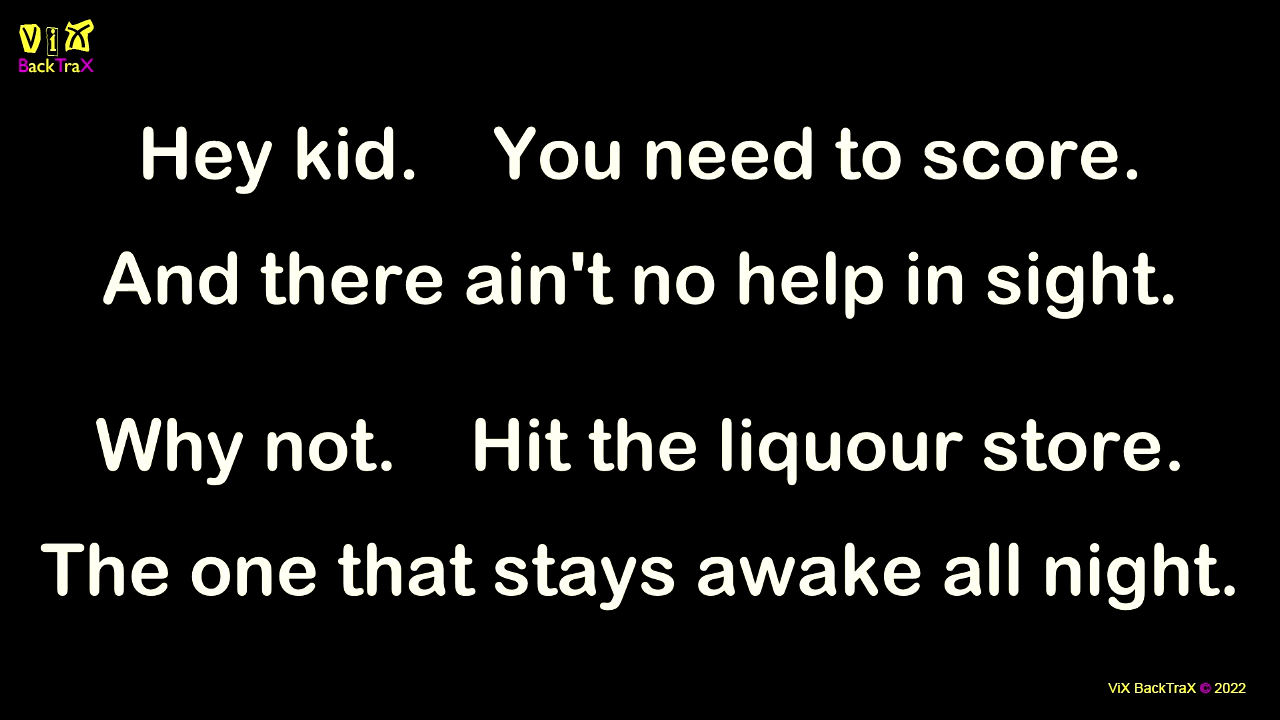 ViX
BackTraX
Hey kid. You need to score.
And there ain't no help in sight.
Why not. Hit the liquour store.
The one that stays awake all night.
ViX BackTraX © 2022